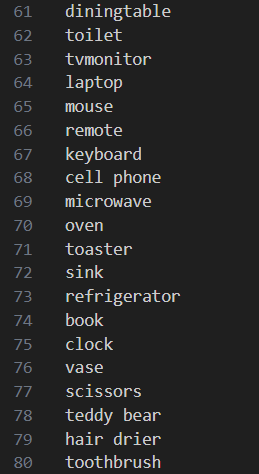 61 diningtable
62 toilet
63 tvmonitor
64 laptop
65 mouse
66 remote
67 keyboard
68 cell phone
69 microwave
70 oven
71 toaster
72 sink
73 refrigerator
74 book
75 clock
76 vase
77 scissors
78 teddy bear
79 hair drier
80 toothbrush